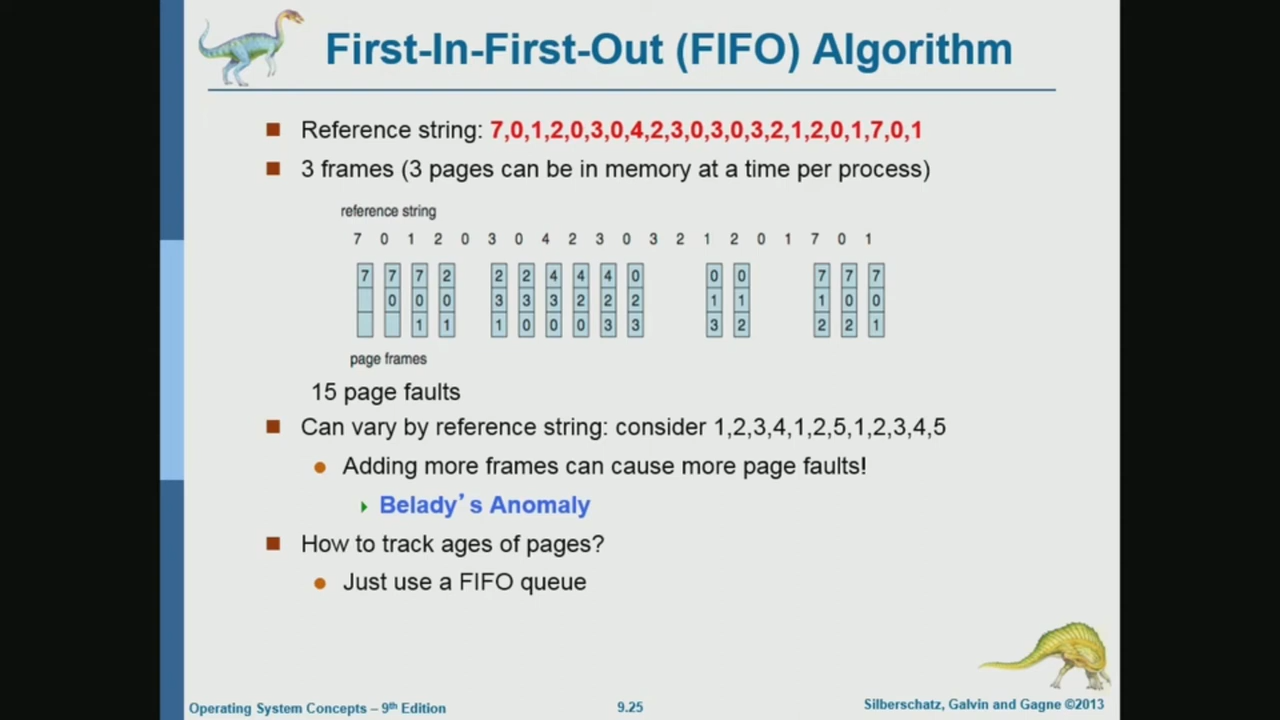 First-In-First-Out (FIFO) Algorithm
Reference string: 7,0,1,2,0,3,0,4,2,3,0,3,0,3,2,1,2,0,1,7,0,1
3 frames (3 pages can be in memory at a time per process)
reference string
7 0 1 2 0 3 0 4 2 3 0 3 2 1 2 0 1 7 0 1
7 7 7 2 2 2 4 4 4 0 0 0 7 7 7
0 0 0 3 3 3 2 2 2 1 1 1 0 0
1 1 1 0 0 0 3 3 3 2 2 2 1
page frames
15 page faults
Can vary by reference string: consider 1,2,3,4,1,2,5,1,2,3,4,5
Adding more frames can cause more page faults!
Belady's Anomaly
How to track ages of pages?
Just use a FIFO queue
Operating System Concepts – 9th Edition
9.25
Silberschatz, Galvin and Gagne ©2013